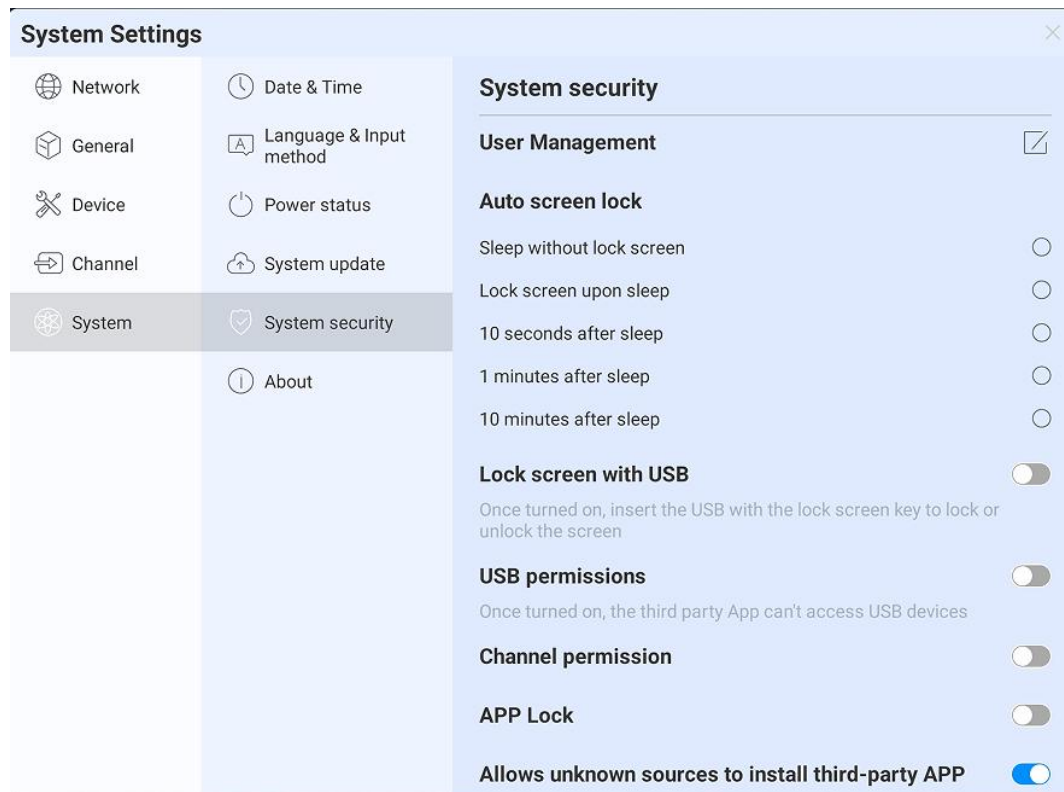 System Settings
Network
General
Device
Channel
System
Date & Time
Language & Input
method
Power status
System update
System security
About
System security
User Management
Auto screen lock
Sleep without lock screen
Lock screen upon sleep
10 seconds after sleep
1 minutes after sleep
10 minutes after sleep
Lock screen with USB
Once turned on, insert the USB with the lock screen key to lock or
unlock the screen
USB permissions
Once turned on, the third party App can't access USB devices
Channel permission
APP Lock
Allows unknown sources to install third-party APP